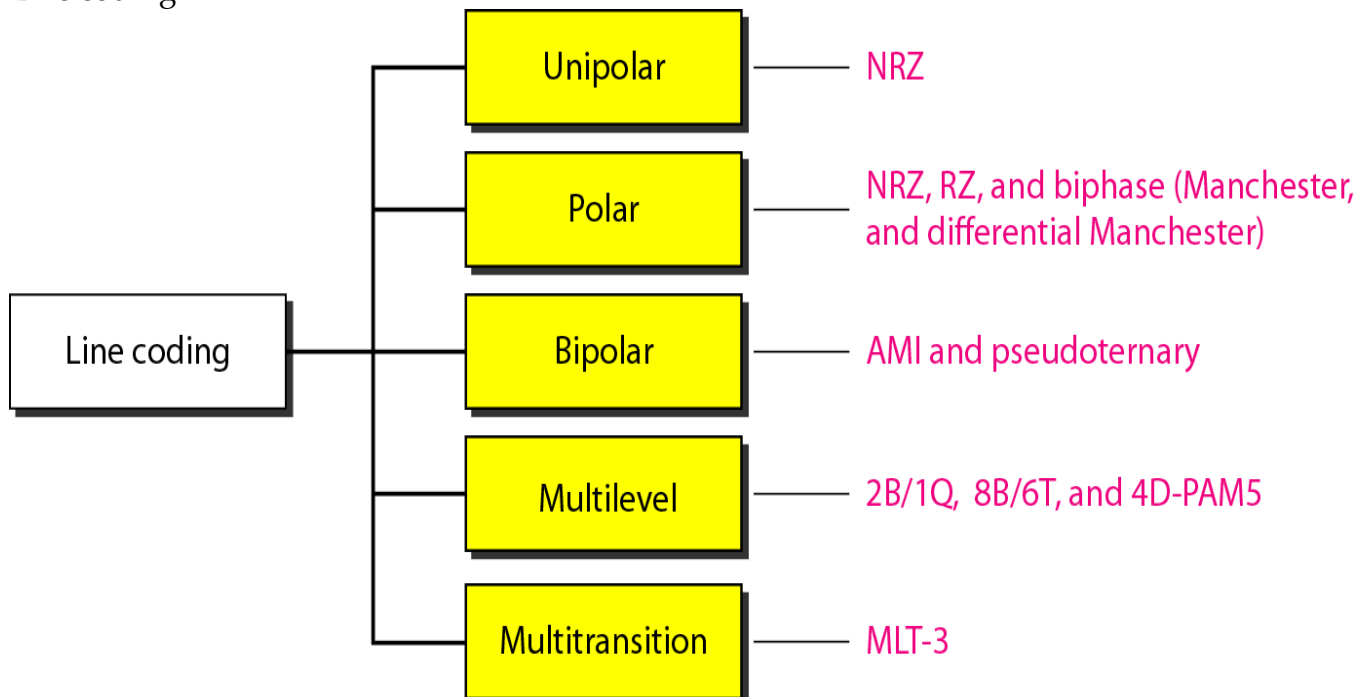 Unipolar
NRZ
Polar
NRZ, RZ, and biphase (Manchester,
and differential Manchester)
Line coding
Bipolar
AMI and pseudoternary
Multilevel
2B/1Q, 8B/6T, and 4D-PAM5
Multitransition
MLT-3